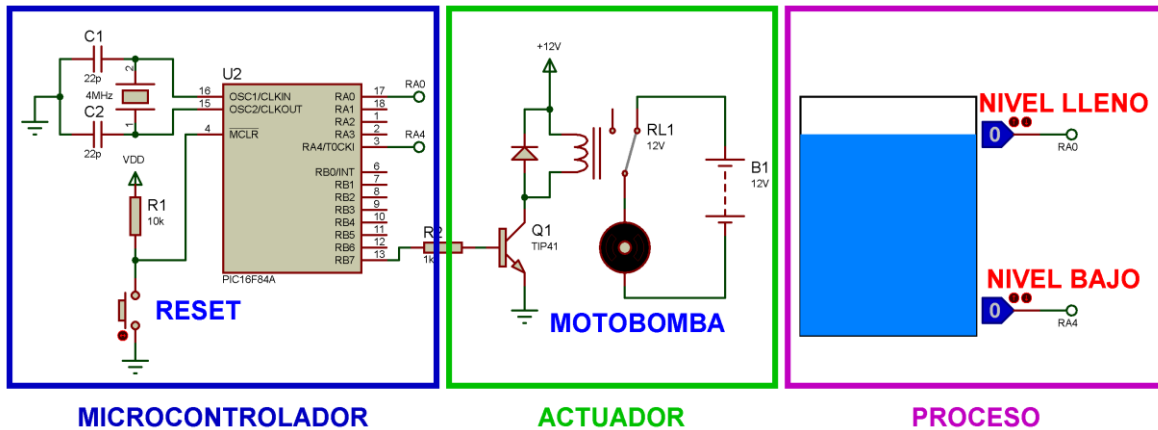 C1
22p
2
4MHz
1
C2
22p
VDD
R1
10k
RESET
U2
16 OSC1/CLKIN
15 OSC2/CLKOUT
4 MCLR
RA0 17
RA1 18
RA2 1
RA3 2
RA4/T0CKI 3
RB0/INT 6
RB1 7
RB2 8
RB3 9
RB4 10
RB5 11
RB6 12
RB7 13
PIC16F84A
RA0
RA4
R2
1k
+12V
Q1
TIP41
RL1
12V
B1
12V
MOTOBOMBA
NIVEL LLENO
0
RA0
NIVEL BAJO
0
RA4
MICROCONTROLADOR
ACTUADOR
PROCESO